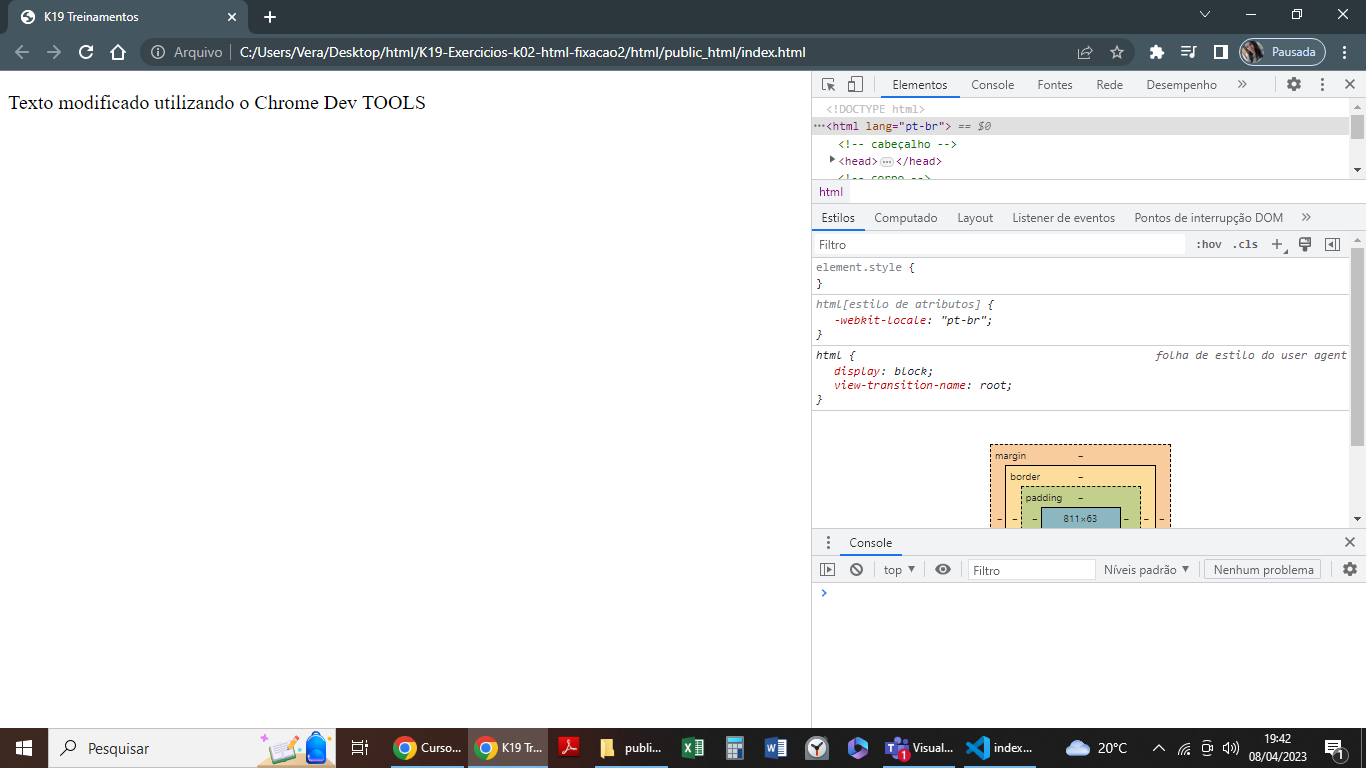 K19 Treinamentos
Arquivo C:/Users/Vera/Desktop/html/K19-Exercicios-k02-html-fixacao2/html/public_html/index.html Pausada
Texto modificado utilizando o Chrome Dev TOOLS
Elementos Console Fontes Rede Desempenho »
<!DOCTYPE html>
···<html lang="pt-br"> == $0
<!-- cabeçalho -->
<head>…</head>
<!-- corpo -->
html
Estilos Computado Layout Listener de eventos Pontos de interrupção DOM »
Filtro :hov .cls +
element.style {
}
html[estilo de atributos] {
-webkit-locale: "pt-br";
}
html { folha de estilo do user agent
display: block;
view-transition-name: root;
}
margin –
border –
padding –
– – – 811×63 – – –
Console
top Filtro Níveis padrão Nenhum problema
Pesquisar
Curso...
K19 Tr...
publi...
Visual...
1
index...
20°C
19:42
08/04/2023
1